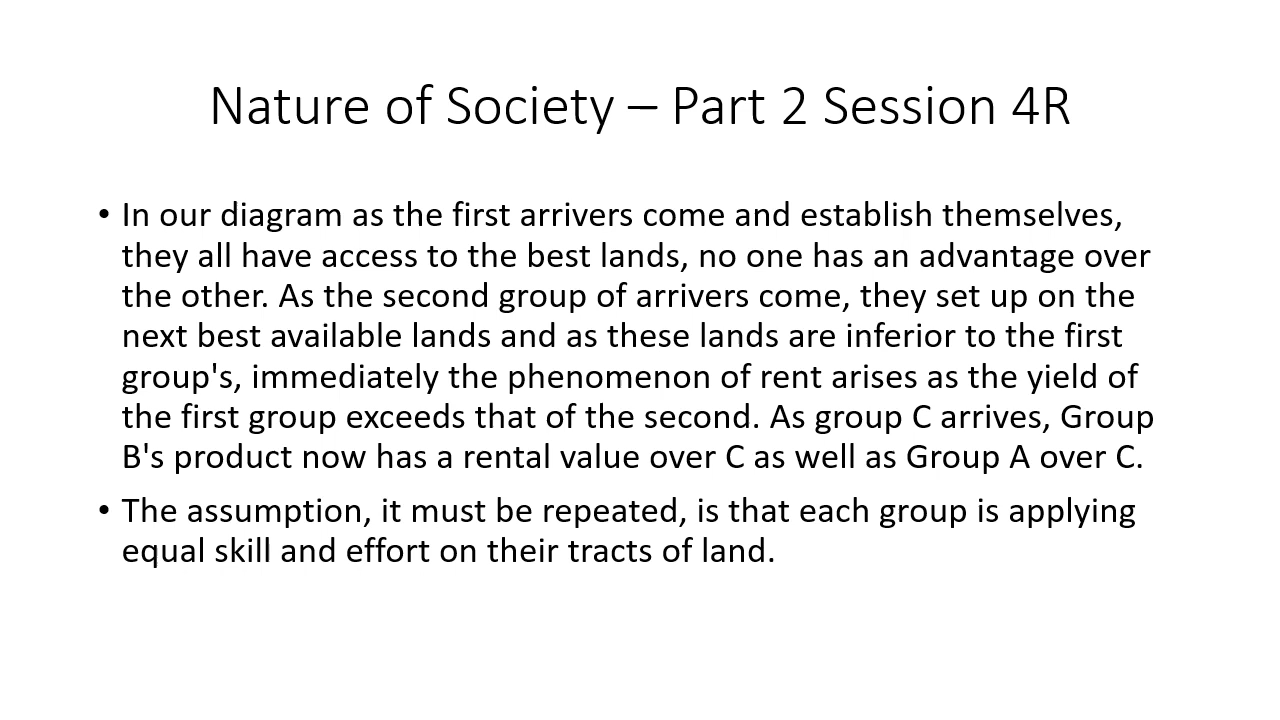 Nature of Society – Part 2 Session 4R
• In our diagram as the first arrivers come and establish themselves,
they all have access to the best lands, no one has an advantage over
the other. As the second group of arrivers come, they set up on the
next best available lands and as these lands are inferior to the first
group's, immediately the phenomenon of rent arises as the yield of
the first group exceeds that of the second. As group C arrives, Group
B's product now has a rental value over C as well as Group A over C.
• The assumption, it must be repeated, is that each group is applying
equal skill and effort on their tracts of land.